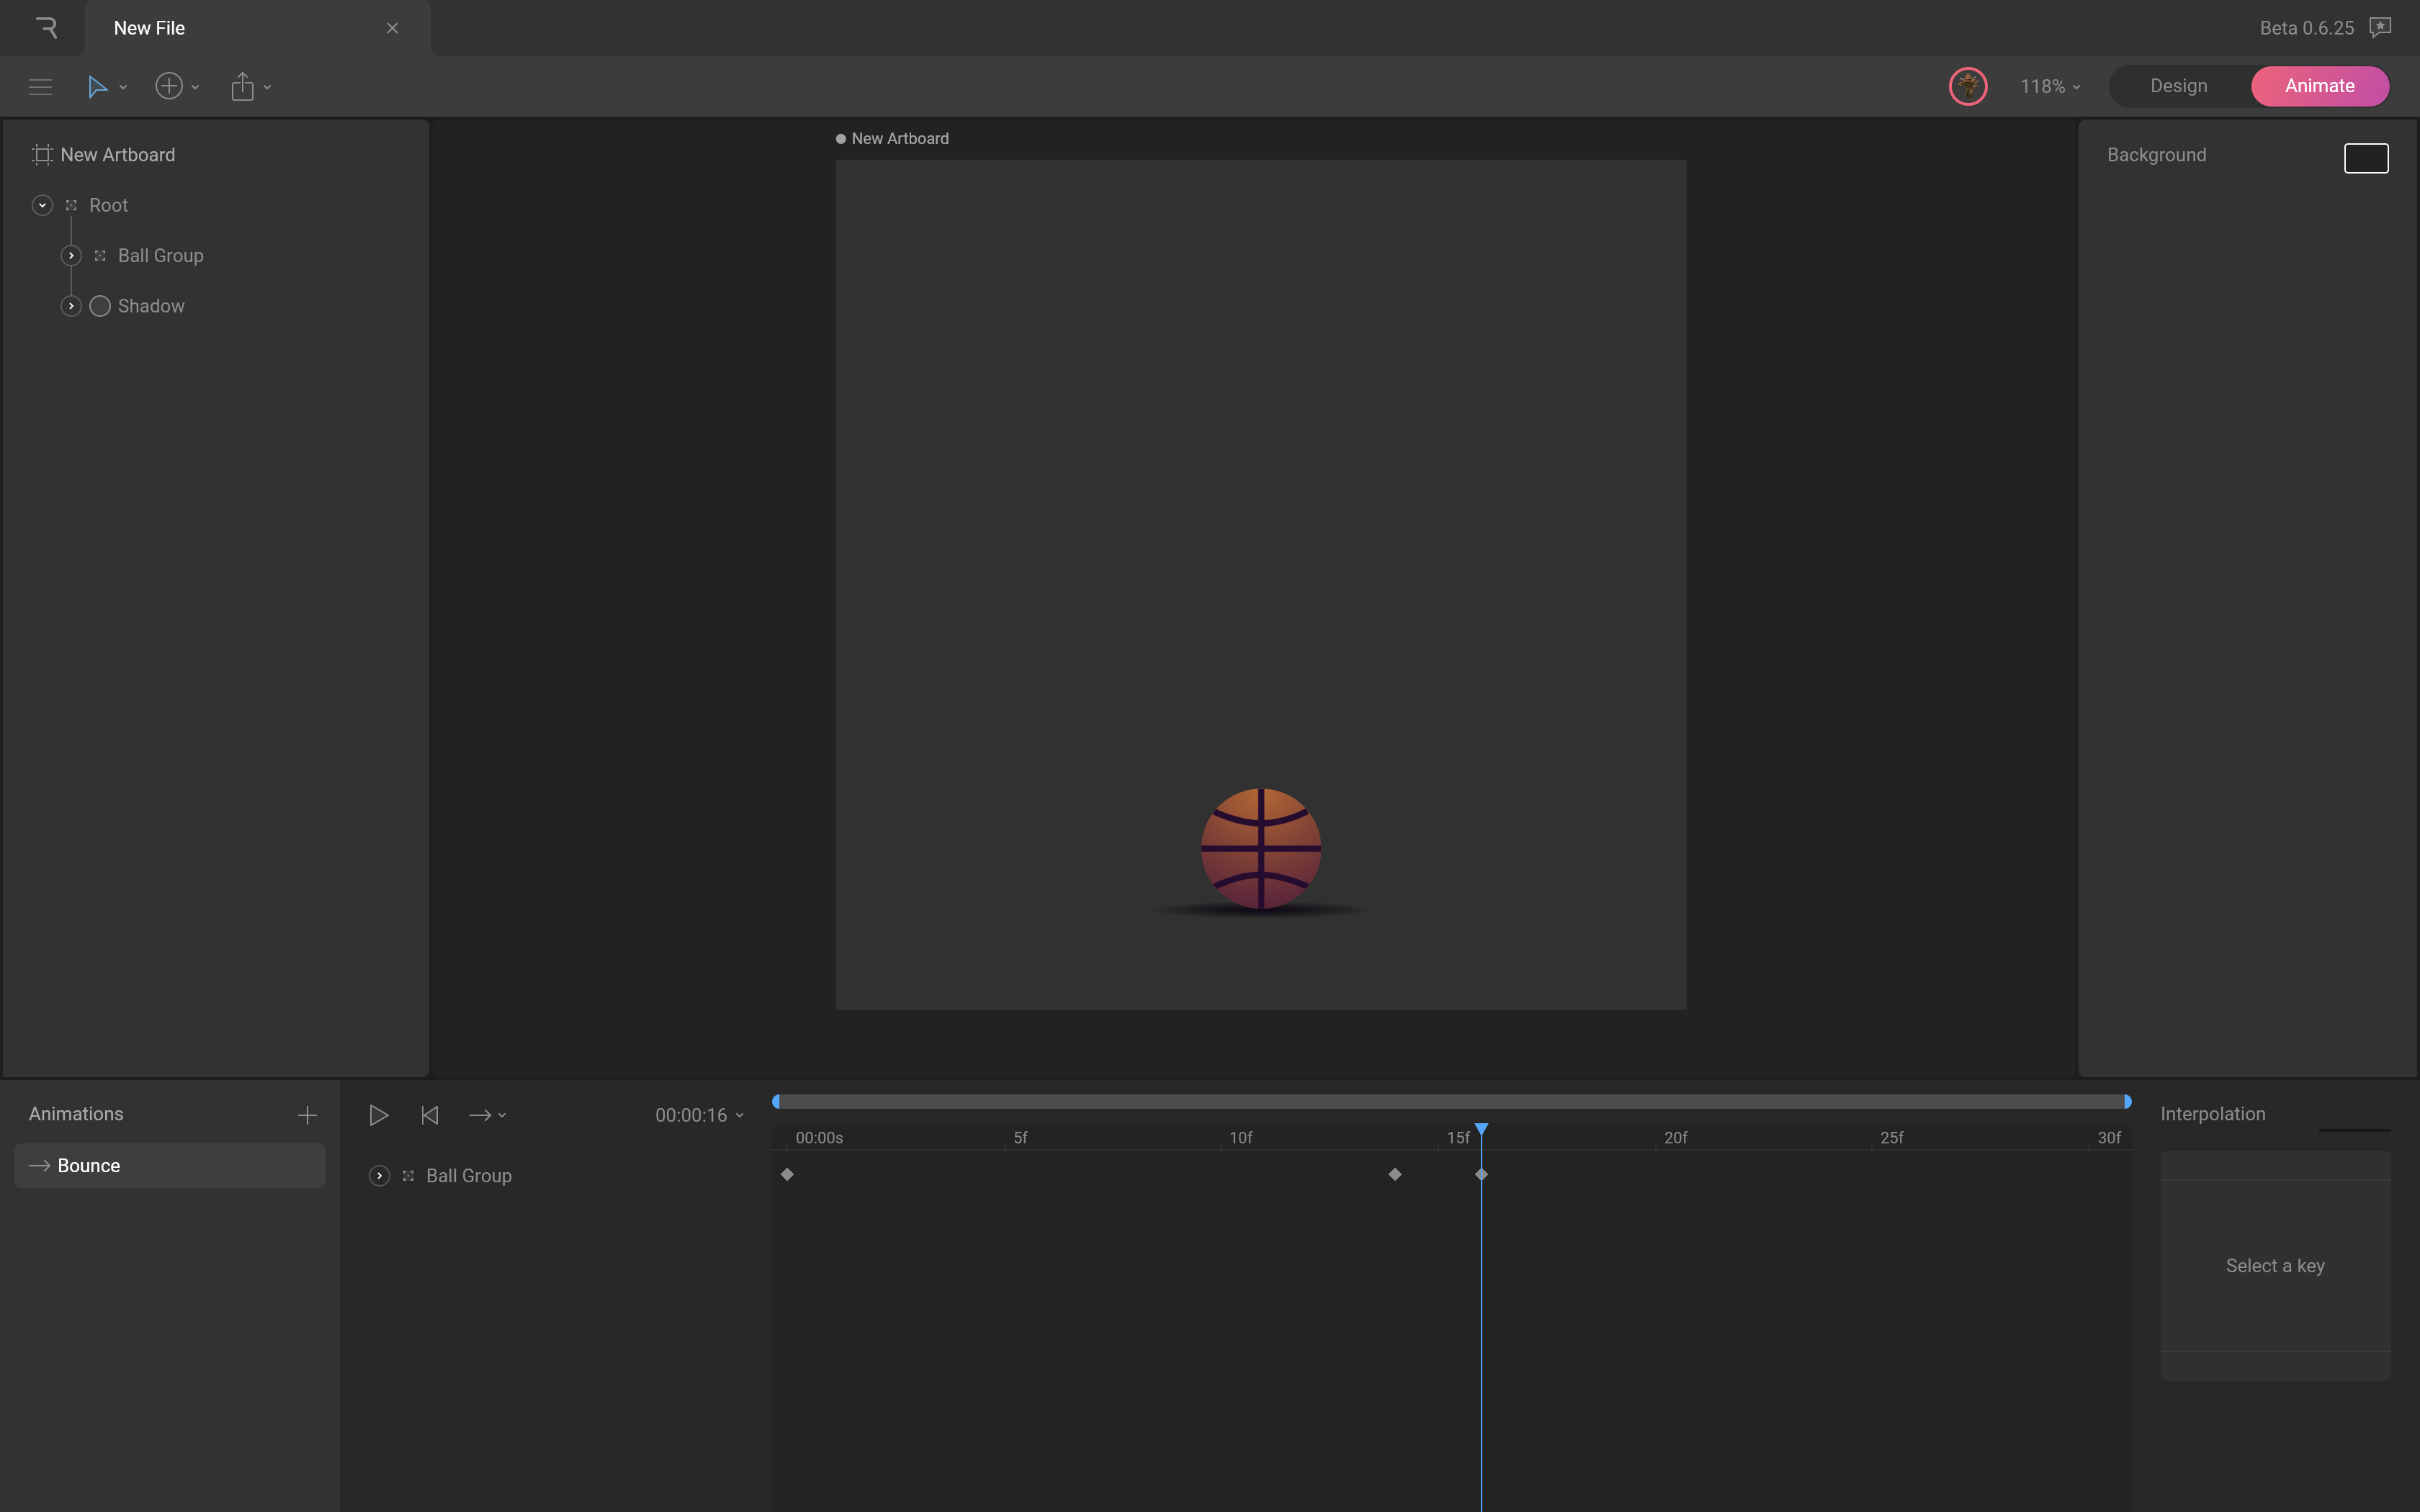 New File
Beta 0.6.25
118%
Design
Animate
New Artboard
Root
Ball Group
Shadow
New Artboard
Background
Animations
Bounce
00:00:16
Ball Group
00:00s
5f
10f
15f
20f
25f
30f
Interpolation
Select a key